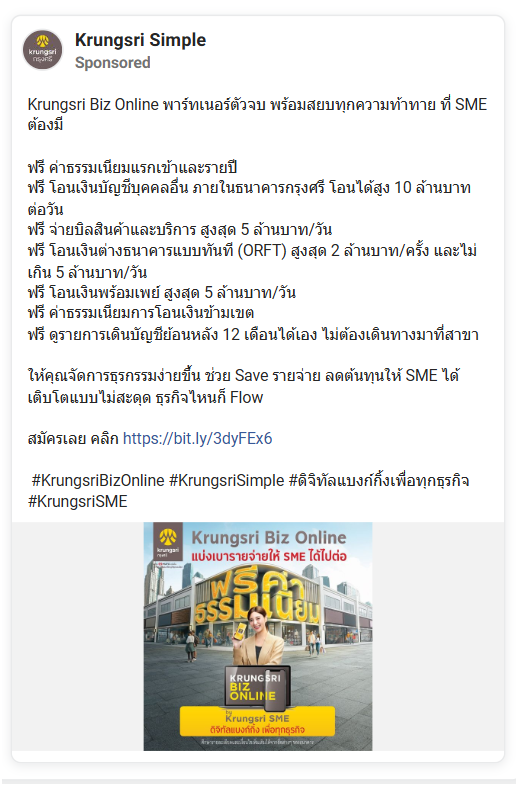 krungsri
กรุงศรี
Krungsri Simple
Sponsored
Krungsri Biz Online พาร์ทเนอร์ตัวจบ พร้อมสยบทุกความท้าทาย ที่ SME
ต้องมี
ฟรี ค่าธรรมเนียมแรกเข้าและรายปี
ฟรี โอนเงินบัญชีบุคคลอื่น ภายในธนาคารกรุงศรี โอนได้สูง 10 ล้านบาท
ต่อวัน
ฟรี จ่ายบิลสินค้าและบริการ สูงสุด 5 ล้านบาท/วัน
ฟรี โอนเงินต่างธนาคารแบบทันที (ORFT) สูงสุด 2 ล้านบาท/ครั้ง และไม่
เกิน 5 ล้านบาท/วัน
ฟรี โอนเงินพร้อมเพย์ สูงสุด 5 ล้านบาท/วัน
ฟรี ค่าธรรมเนียมการโอนเงินข้ามเขต
ฟรี ดูรายการเดินบัญชีย้อนหลัง 12 เดือนได้เอง ไม่ต้องเดินทางมาที่สาขา
ให้คุณจัดการธุรกรรมง่ายขึ้น ช่วย Save รายจ่าย ลดต้นทุนให้ SME ได้
เติบโตแบบไม่สะดุด ธุรกิจไหนก็ Flow
สมัครเลย คลิก https://bit.ly/3dyFEx6
#KrungsriBizOnline #KrungsriSimple #ดิจิทัลแบงก์กิ้งเพื่อทุกธุรกิจ
#KrungsriSME
krungsri
กรุงศรี
Krungsri Biz Online
แบ่งเบารายจ่ายให้ SME ได้ไปต่อ
ฟรีค่า
ธรรมเนียม
KRUNGSRI
BIZ
ONLINE
by
Krungsri SME
ดิจิทัลแบงก์กิ้ง เพื่อทุกธุรกิจ